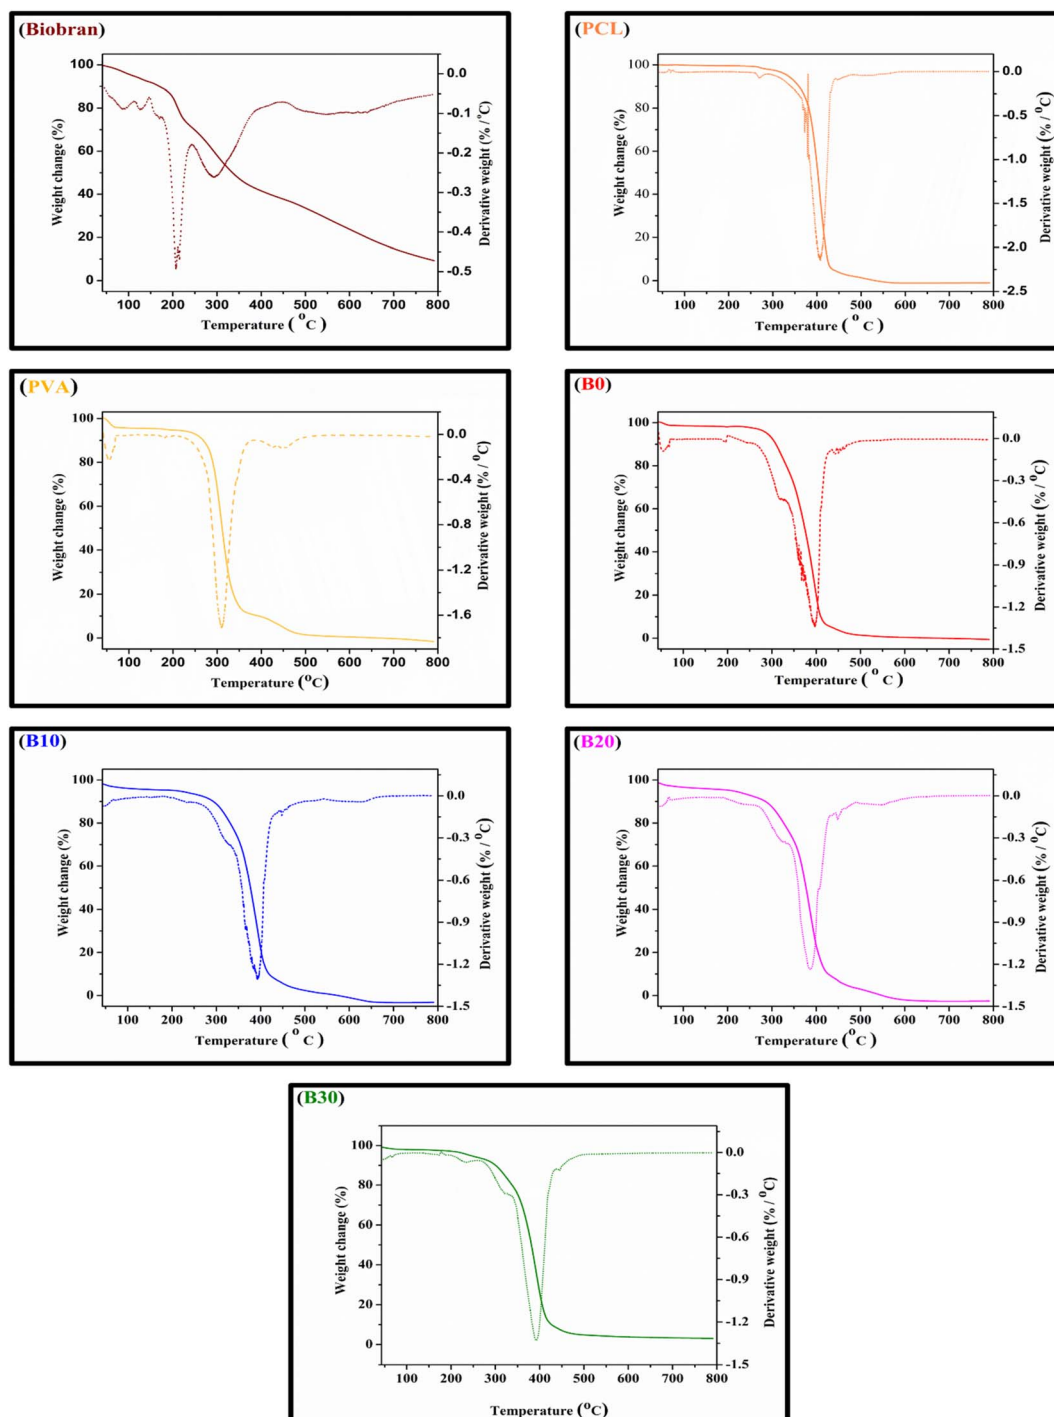 (Biobran)
100
80
60
40
20
0
Weight change (%)
0.0
-0.1
-0.2
-0.3
-0.4
-0.5
Derivative weight (% / °C)
100 200 300 400 500 600 700 800
Temperature ( °C )
(PCL)
100
80
60
40
20
0
Weight change (%)
0.0
-0.5
-1.0
-1.5
-2.0
-2.5
Derivative weight (% / °C)
100 200 300 400 500 600 700 800
Temperature ( °C )
(PVA)
100
80
60
40
20
0
Weight change (%)
0.0
-0.4
-0.8
-1.2
-1.6
Derivative weight (% / °C)
100 200 300 400 500 600 700 800
Temperature (°C)
(B0)
100
80
60
40
20
0
Weight change (%)
0.0
-0.3
-0.6
-0.9
-1.2
-1.5
Derivative weight (% / °C)
100 200 300 400 500 600 700 800
Temperature ( °C )
(B10)
100
80
60
40
20
0
Weight change (%)
0.0
-0.3
-0.6
-0.9
-1.2
-1.5
Derivative weight (% / °C)
100 200 300 400 500 600 700 800
Temperature ( °C )
(B20)
100
80
60
40
20
0
Weight change (%)
0.0
-0.3
-0.6
-0.9
-1.2
-1.5
Derivative weight (% / °C)
100 200 300 400 500 600 700 800
Temperature ( °C )
(B30)
100
80
60
40
20
0
Weight change (%)
0.0
-0.3
-0.6
-0.9
-1.2
-1.5
Derivative weight (% / °C)
100 200 300 400 500 600 700 800
Temperature ( °C )